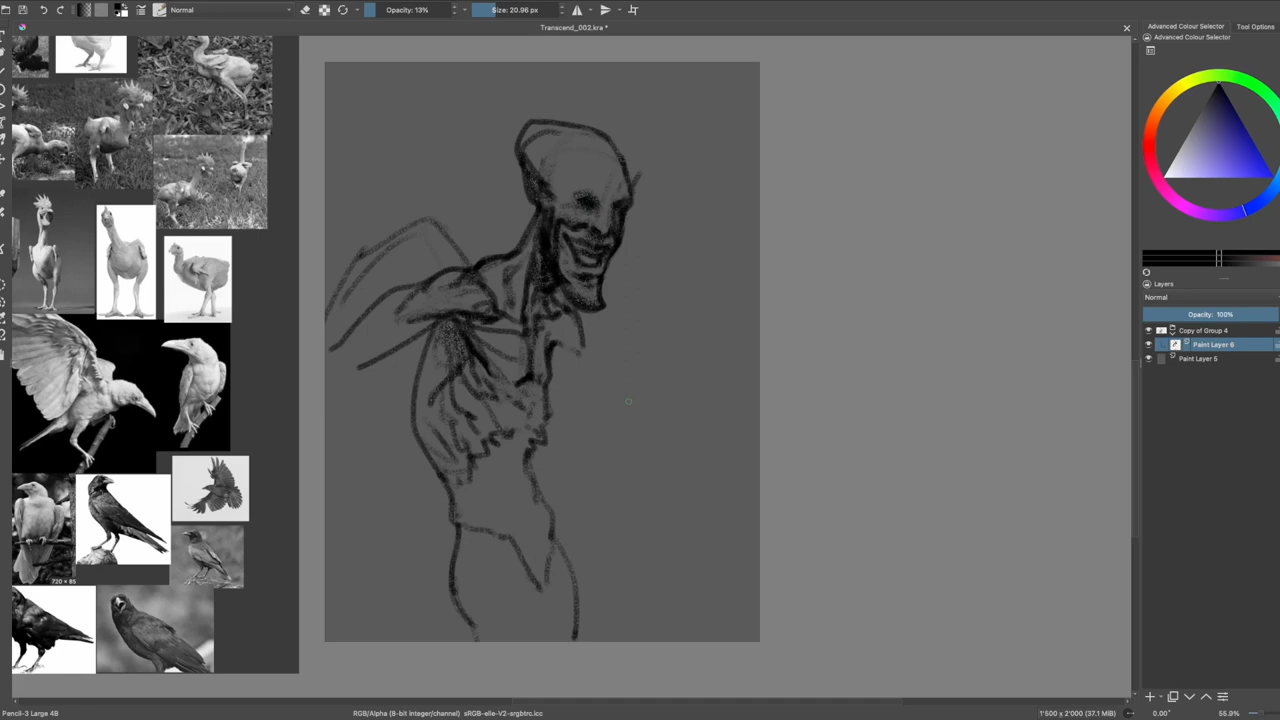 Normal
Opacity: 13%
Size: 20.96 px
Transcend_002.kra *
Advanced Colour Selector
Tool Options
Advanced Colour Selector
Layers
Normal
Opacity: 100%
Copy of Group 4
Paint Layer 6
Paint Layer 5
720 × 85
Pencil-3 Large 4B
RGB/Alpha (8-bit integer/channel) sRGB-elle-V2-srgbtrc.icc
1'500 x 2'000 (37.1 MiB)
0.00°
55.9%